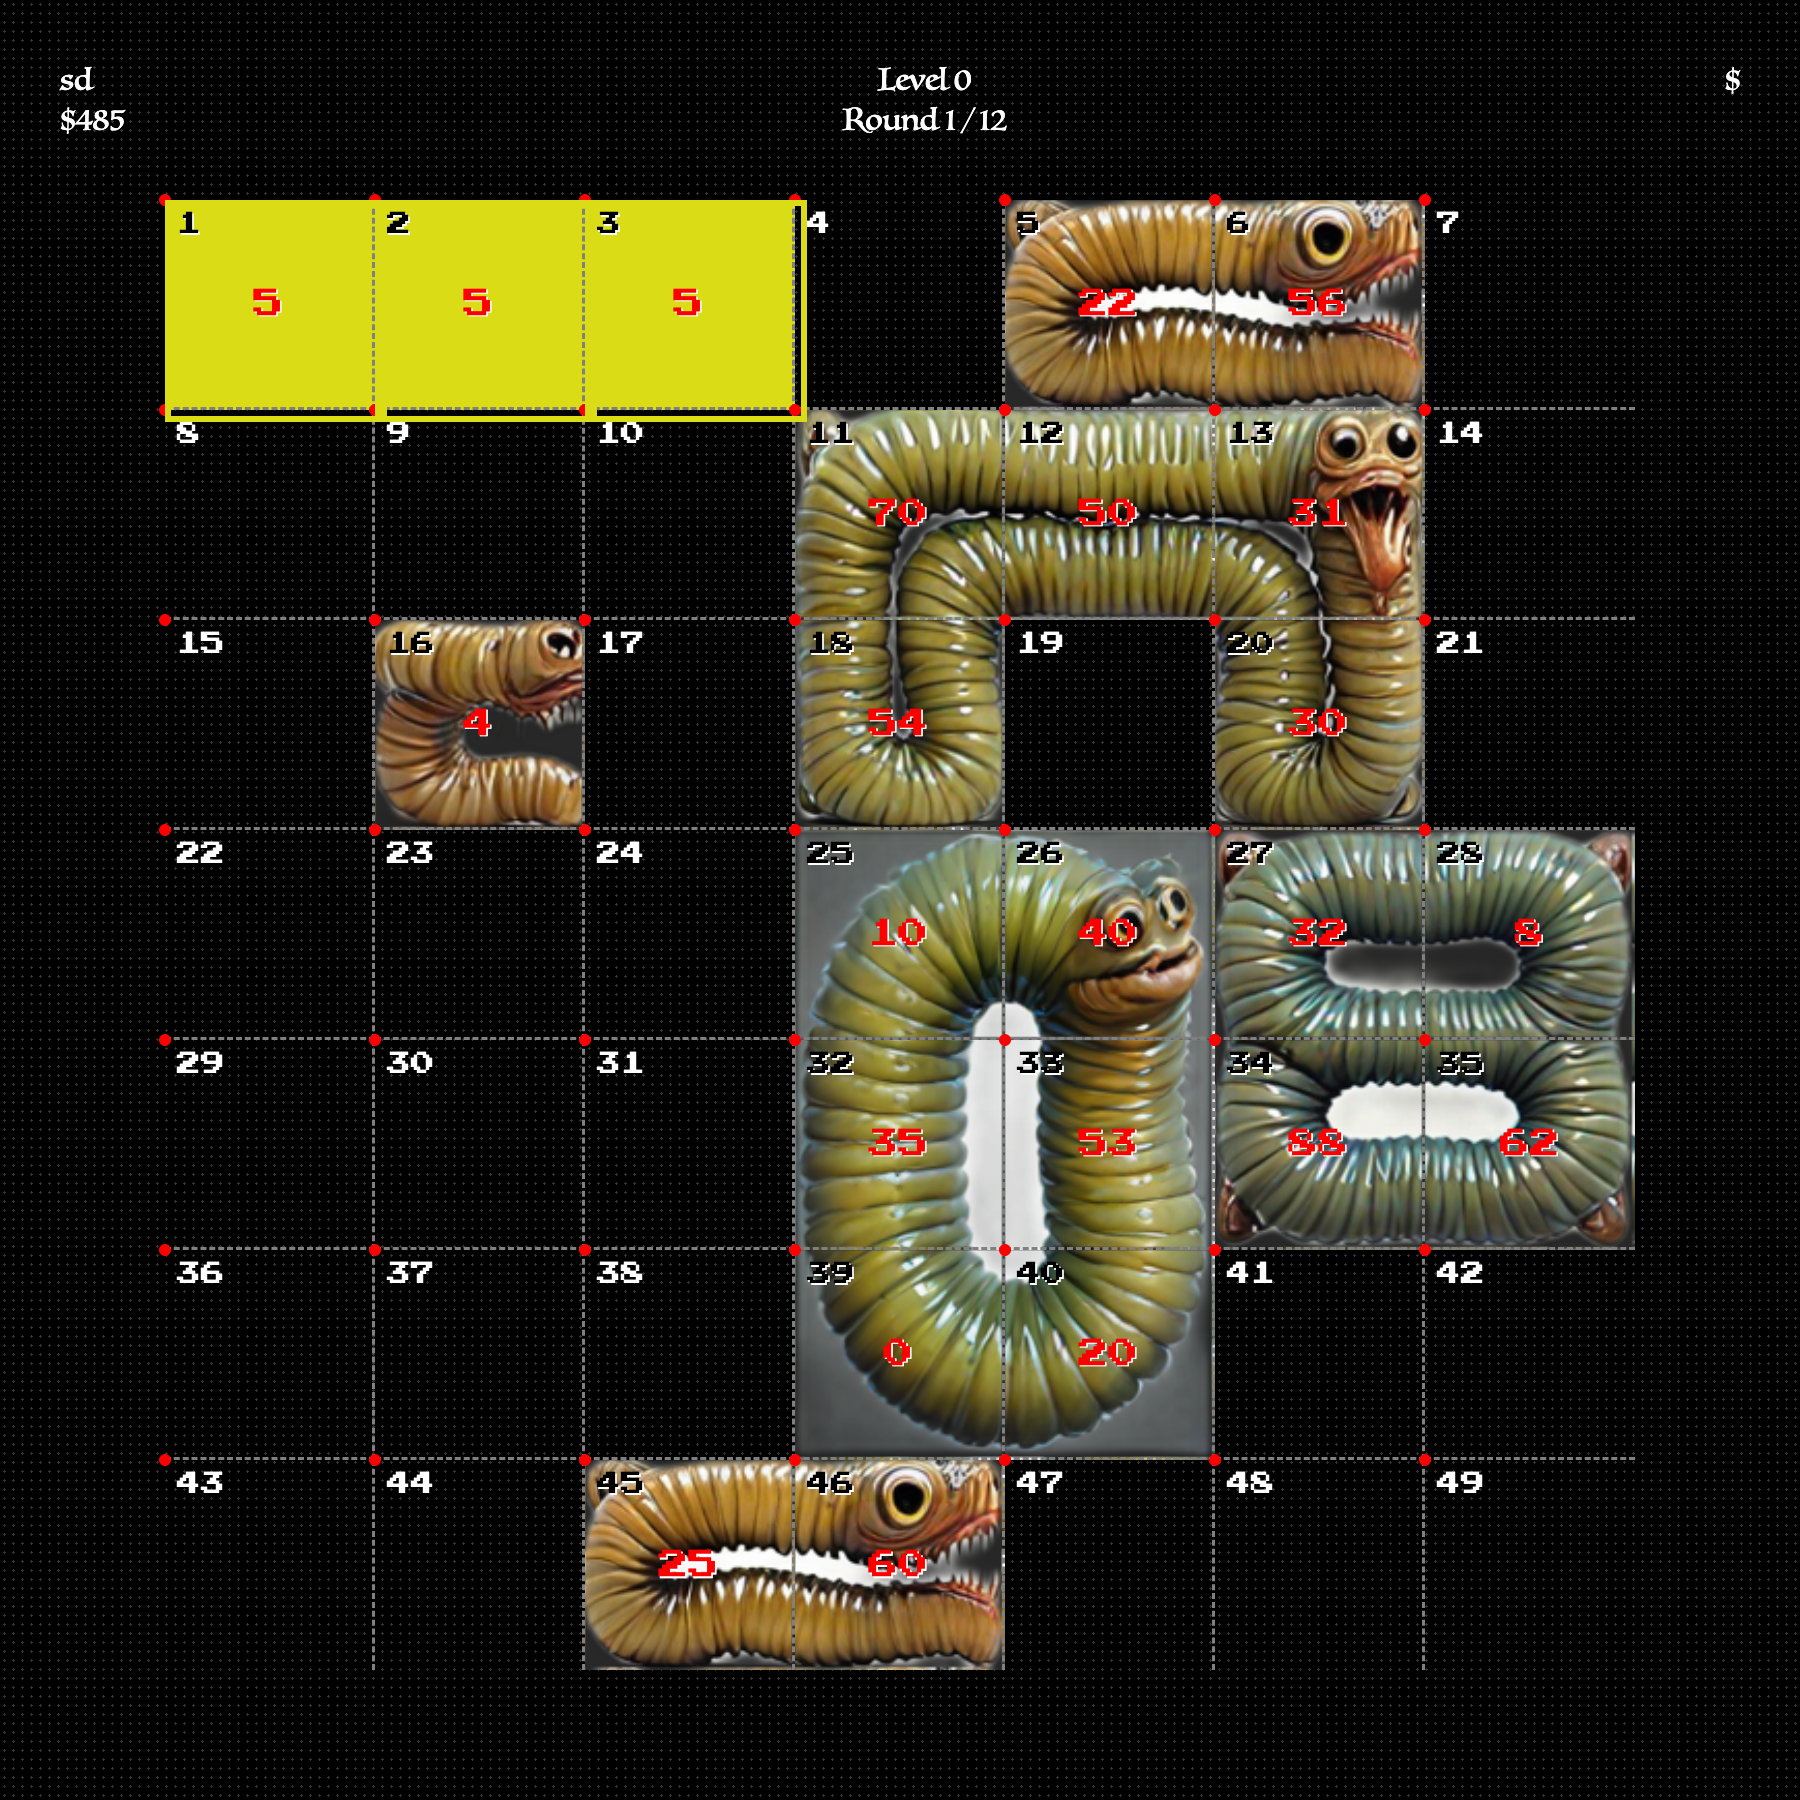 sd
Level 0
$
$485
Round 1/12
1 2 3 4 5 6 7
5 5 5 22 56
8 9 10 11 12 13 14
70 50 31
15 16 17 18 19 20 21
4 54 30
22 23 24 25 26 27 28
10 40 32 8
29 30 31 32 33 34 35
35 53 88 62
36 37 38 39 40 41 42
0 20
43 44 45 46 47 48 49
25 60